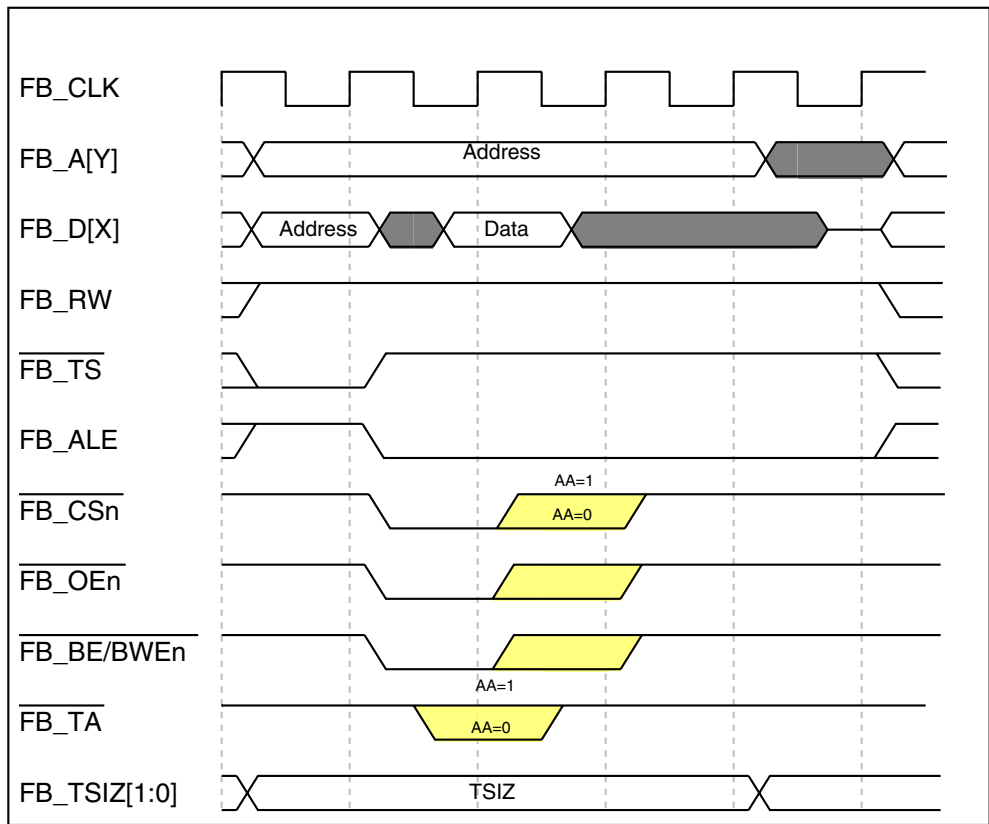 FB_CLK
FB_A[Y]
Address
FB_D[X]
Address
Data
FB_RW
FB_TS
FB_ALE
AA=1
FB_CSn
AA=0
FB_OEn
FB_BE/BWEn
AA=1
FB_TA
AA=0
FB_TSIZ[1:0]
TSIZ